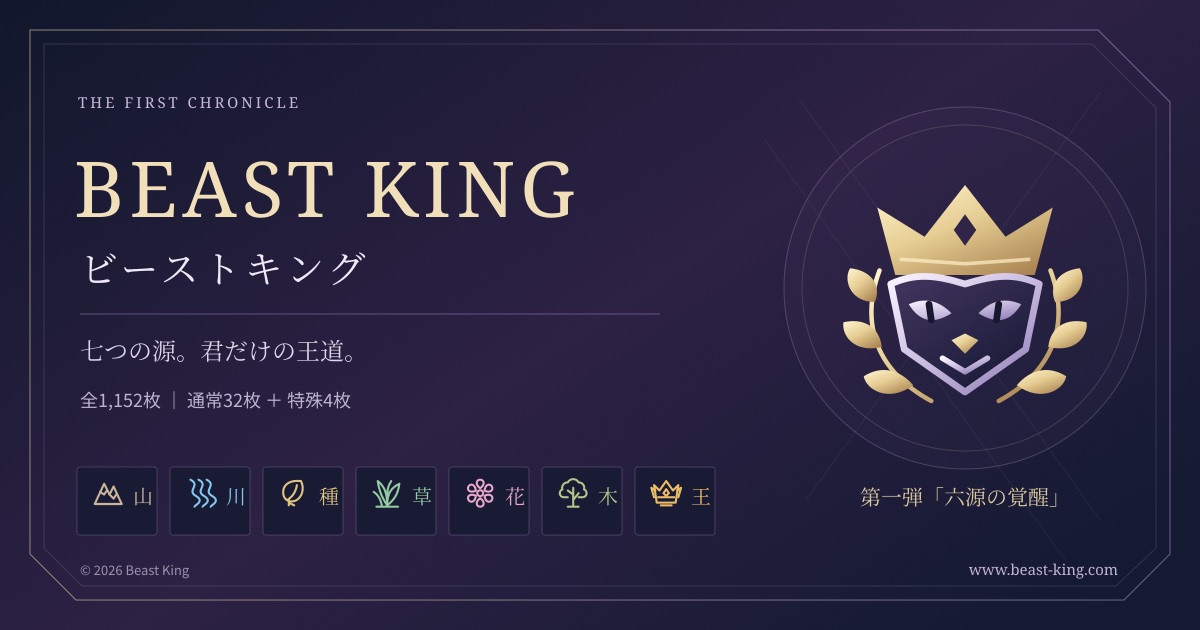 THE FIRST CHRONICLE
BEAST KING
ビーストキング
七つの源。君だけの王道。
全1,152枚｜通常32枚＋特殊4枚
山 川 種 草 花 木 王
第一弾「六源の覚醒」
© 2026 Beast King
www.beast-king.com